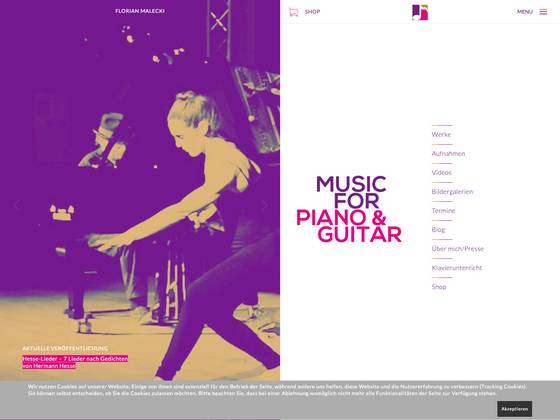 FLORIAN MALECKI
SHOP
MENU
MUSIC
FOR
PIANO &
GUITAR
Werke
Aufnahmen
Videos
Bildergalerien
Termine
Blog
Über mich/Presse
Klavierunterricht
Shop
AKTUELLE VERÖFFENTLICHUNG
Hesse-Lieder – 7 Lieder nach Gedichten
von Hermann Hesse
Wir nutzen Cookies auf unserer Website. Einige von ihnen sind essenziell für den Betrieb der Seite, während andere uns helfen, diese Website und die Nutzererfahrung zu verbessern (Tracking Cookies).
Sie können selbst entscheiden, ob Sie die Cookies zulassen möchten. Bitte beachten Sie, dass bei einer Ablehnung womöglich nicht mehr alle Funktionalitäten der Seite zur Verfügung stehen.
Akzeptieren